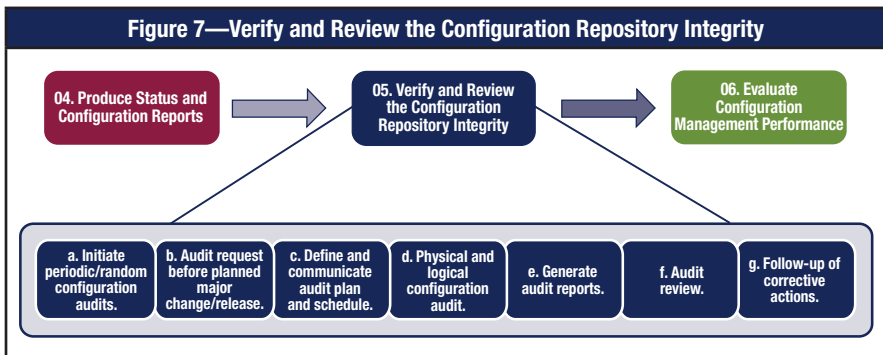 Figure 7—Verify and Review the Configuration Repository Integrity
04. Produce Status and
Configuration Reports
05. Verify and Review
the Configuration
Repository Integrity
06. Evaluate
Configuration
Management Performance
a. Initiate
periodic/random
configuration
audits.
b. Audit request
before planned
major
change/release.
c. Define and
communicate
audit plan
and schedule.
d. Physical and
logical
configuration
audit.
e. Generate
audit reports.
f. Audit
review.
g. Follow-up of
corrective
actions.